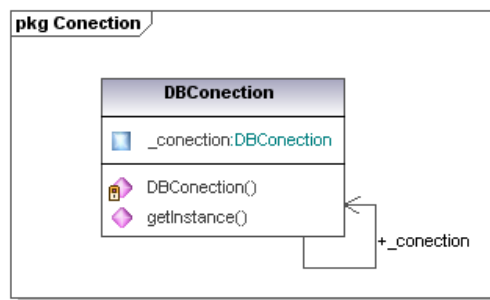 pkg Conection
DBConection
_conection:DBConection
DBConection()
getInstance()
+_conection